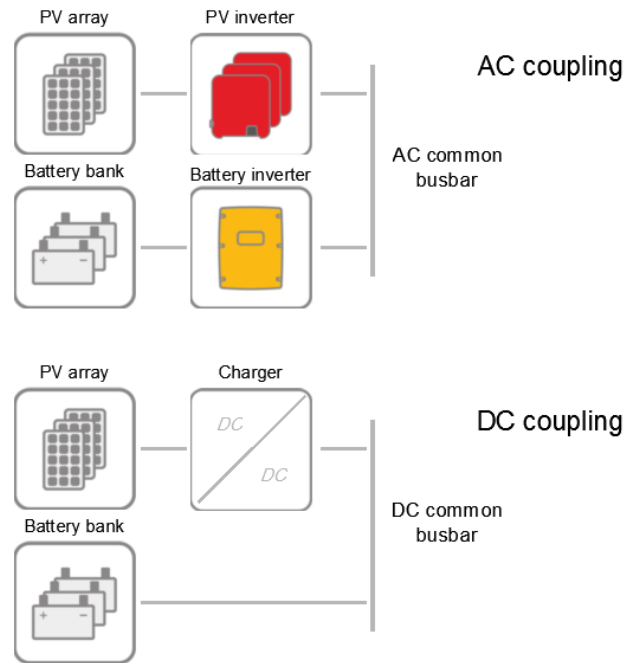 PV array
PV inverter
AC coupling
Battery bank
Battery inverter
AC common
busbar
+ −
PV array
Charger
DC
DC
DC coupling
Battery bank
DC common
busbar
+ −